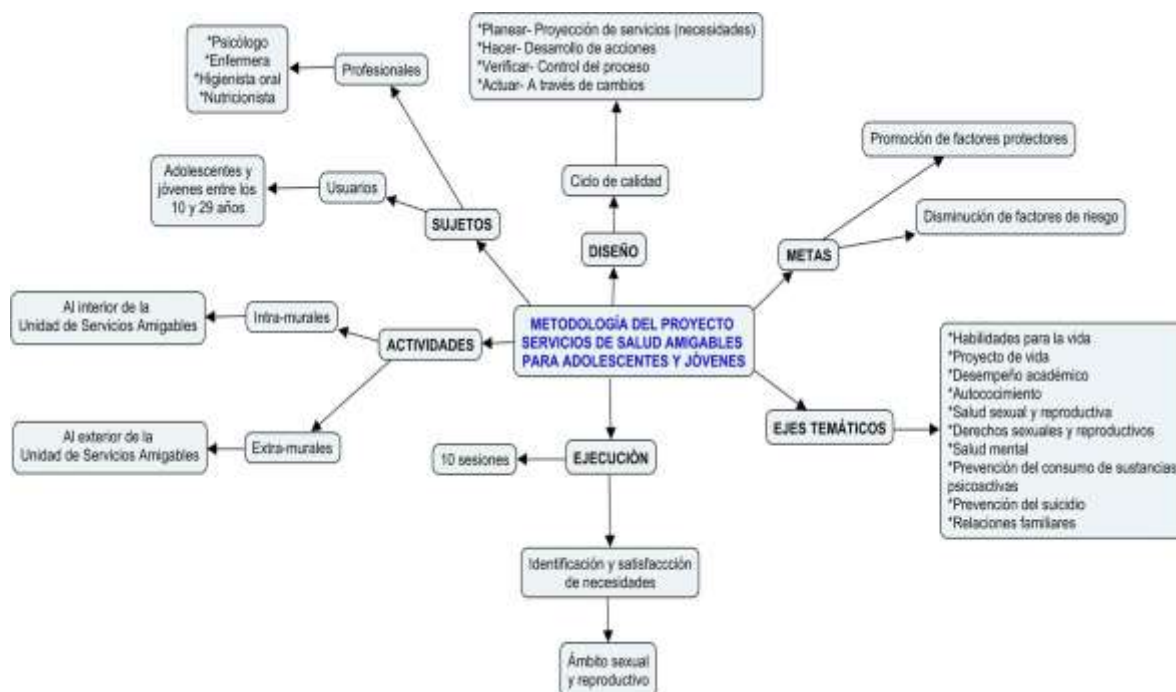 *Psicólogo
*Enfermera
*Higienista oral
*Nutricionista
Profesionales
*Planear- Proyección de servicios (necesidades)
*Hacer- Desarrollo de acciones
*Verificar- Control del proceso
*Actuar- A través de cambios
Promoción de factores protectores
Adolescentes y
jóvenes entre los
10 y 29 años
Usuarios
Ciclo de calidad
SUJETOS
DISEÑO
METAS
Disminución de factores de riesgo
Al interior de la
Unidad de Servicios Amigables
Intra-murales
ACTIVIDADES
METODOLOGÍA DEL PROYECTO
SERVICIOS DE SALUD AMIGABLES
PARA ADOLESCENTES Y JÓVENES
Al exterior de la
Unidad de Servicios Amigables
Extra-murales
10 sesiones
EJECUCIÒN
EJES TEMÁTICOS
*Habilidades para la vida
*Proyecto de vida
*Desempeño académico
*Autococimiento
*Salud sexual y reproductiva
*Derechos sexuales y reproductivos
*Salud mental
*Prevención del consumo de sustancias
psicoactivas
*Prevención del suicidio
*Relaciones familiares
Identificación y satisfaccción
de necesidades
Ámbito sexual
y reproductivo